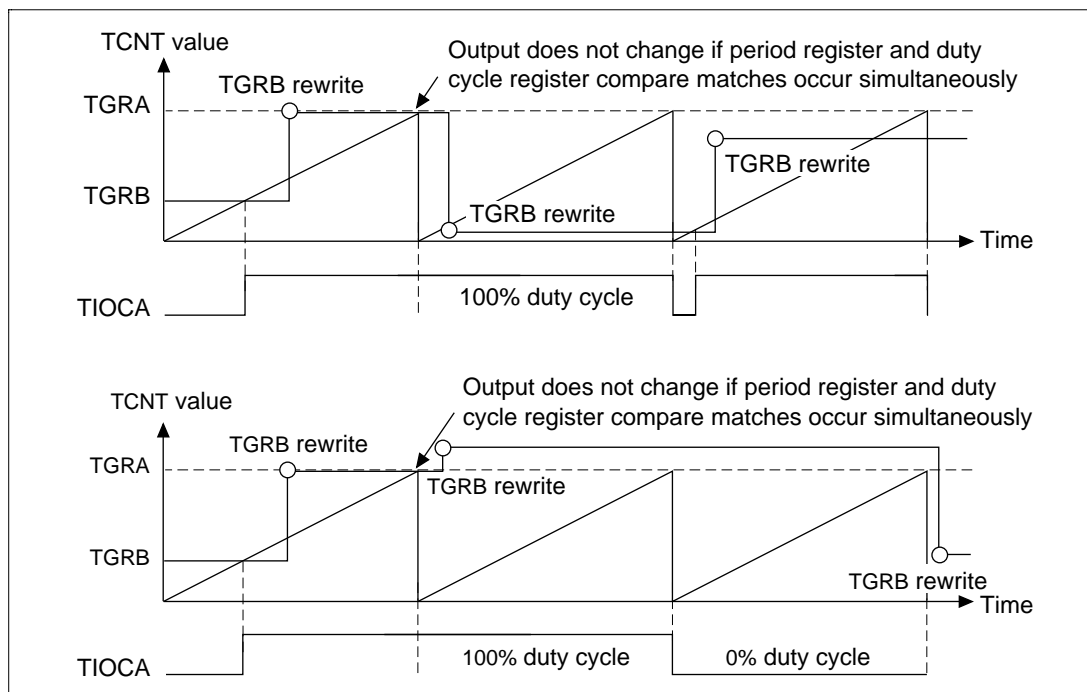 TCNT value
Output does not change if period register and duty
cycle register compare matches occur simultaneously
TGRB rewrite
TGRA
TGRB rewrite
TGRB
TGRB rewrite
Time
100% duty cycle
TIOCA
Output does not change if period register and duty
cycle register compare matches occur simultaneously
TCNT value
TGRB rewrite
TGRA
TGRB rewrite
TGRB
TGRB rewrite
Time
100% duty cycle
0% duty cycle
TIOCA